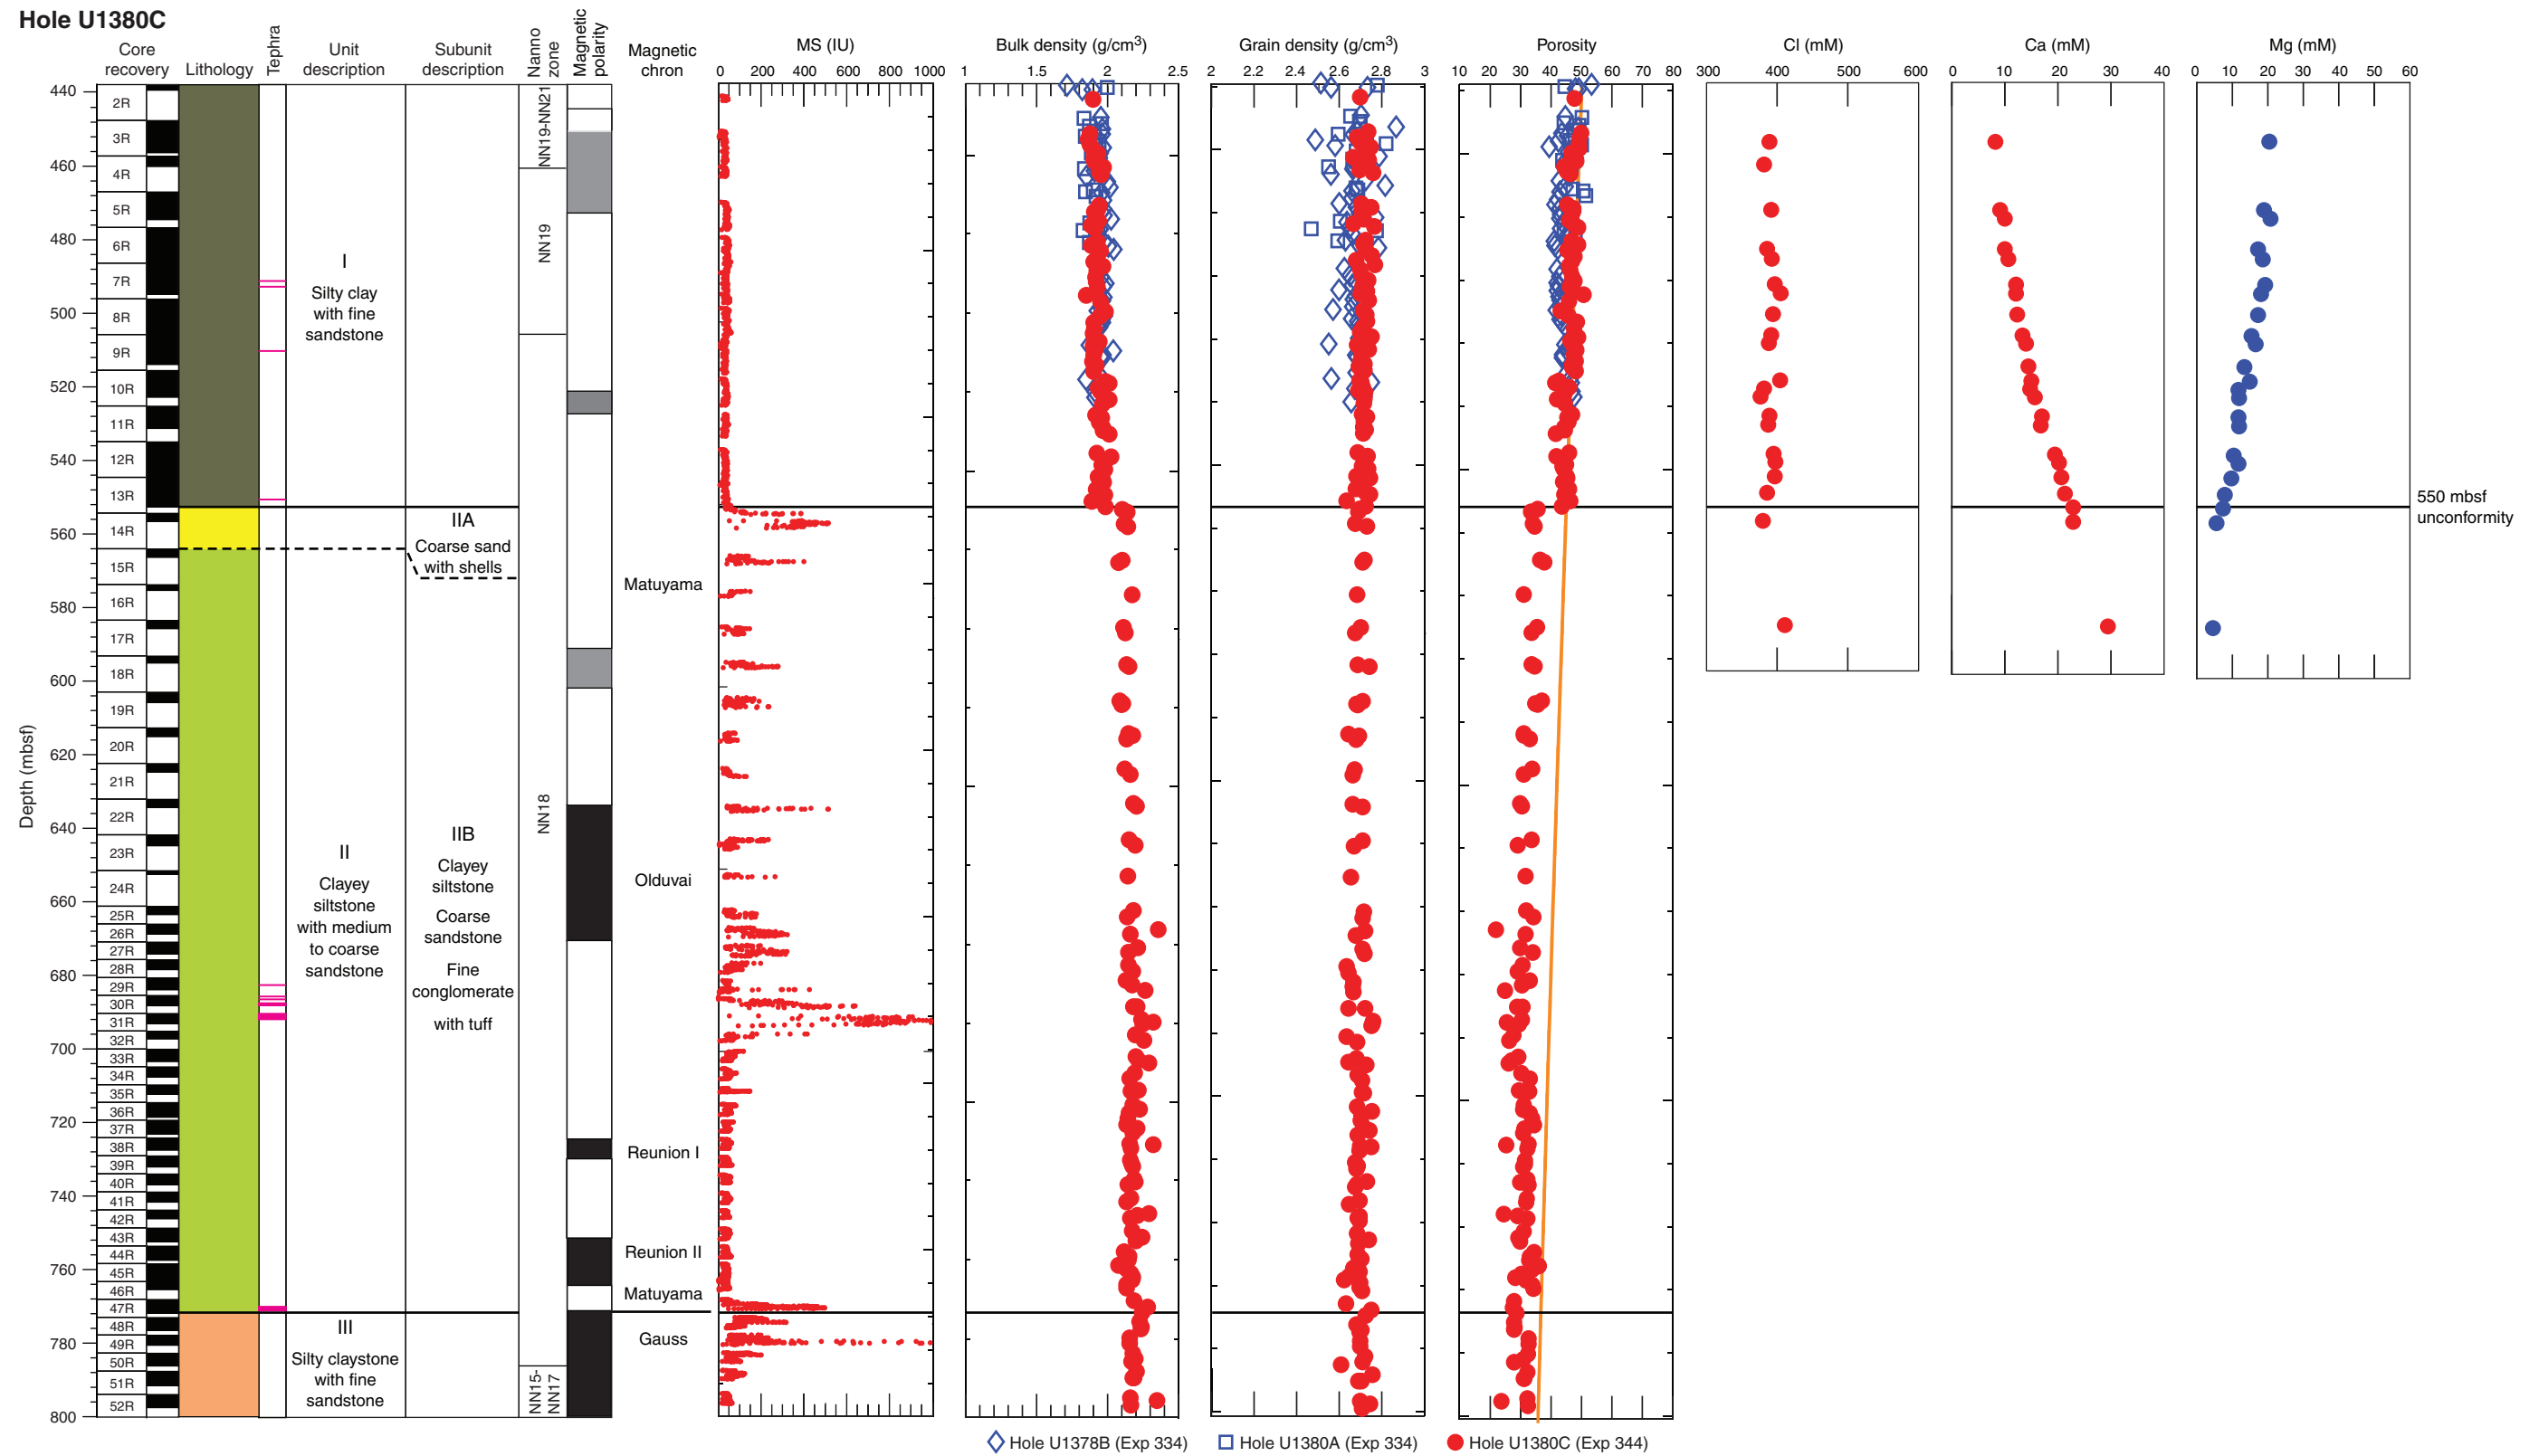 Hole U1380C
Core recovery
Lithology
Tephra
Unit description
Subunit description
Nanno zone
Magnetic polarity
Magnetic chron
MS (IU)
Bulk density (g/cm3)
Grain density (g/cm3)
Porosity
Cl (mM)
Ca (mM)
Mg (mM)
0 200 400 600 800 1000
1 1.5 2 2.5
2 2.2 2.4 2.6 2.8 3
10 20 30 40 50 60 70 80
300 400 500 600
0 10 20 30 40
0 10 20 30 40 50 60
Depth (mbsf)
440
460
480
500
520
540
560
580
600
620
640
660
680
700
720
740
760
780
800
2R
3R
4R
5R
6R
7R
8R
9R
10R
11R
12R
13R
14R
15R
16R
17R
18R
19R
20R
21R
22R
23R
24R
25R
26R
27R
28R
29R
30R
31R
32R
33R
34R
35R
36R
37R
38R
39R
40R
41R
42R
43R
44R
45R
46R
47R
48R
49R
50R
51R
52R
I
Silty clay
with fine
sandstone
II
Clayey
siltstone
with medium
to coarse
sandstone
III
Silty claystone
with fine
sandstone
IIA
Coarse sand
with shells
IIB
Clayey
siltstone
Coarse
sandstone
Fine
conglomerate
with tuff
NN19-NN21
NN19
NN18
NN15-
NN17
Matuyama
Olduvai
Reunion I
Reunion II
Matuyama
Gauss
550 mbsf
unconformity
Hole U1378B (Exp 334)
Hole U1380A (Exp 334)
Hole U1380C (Exp 344)